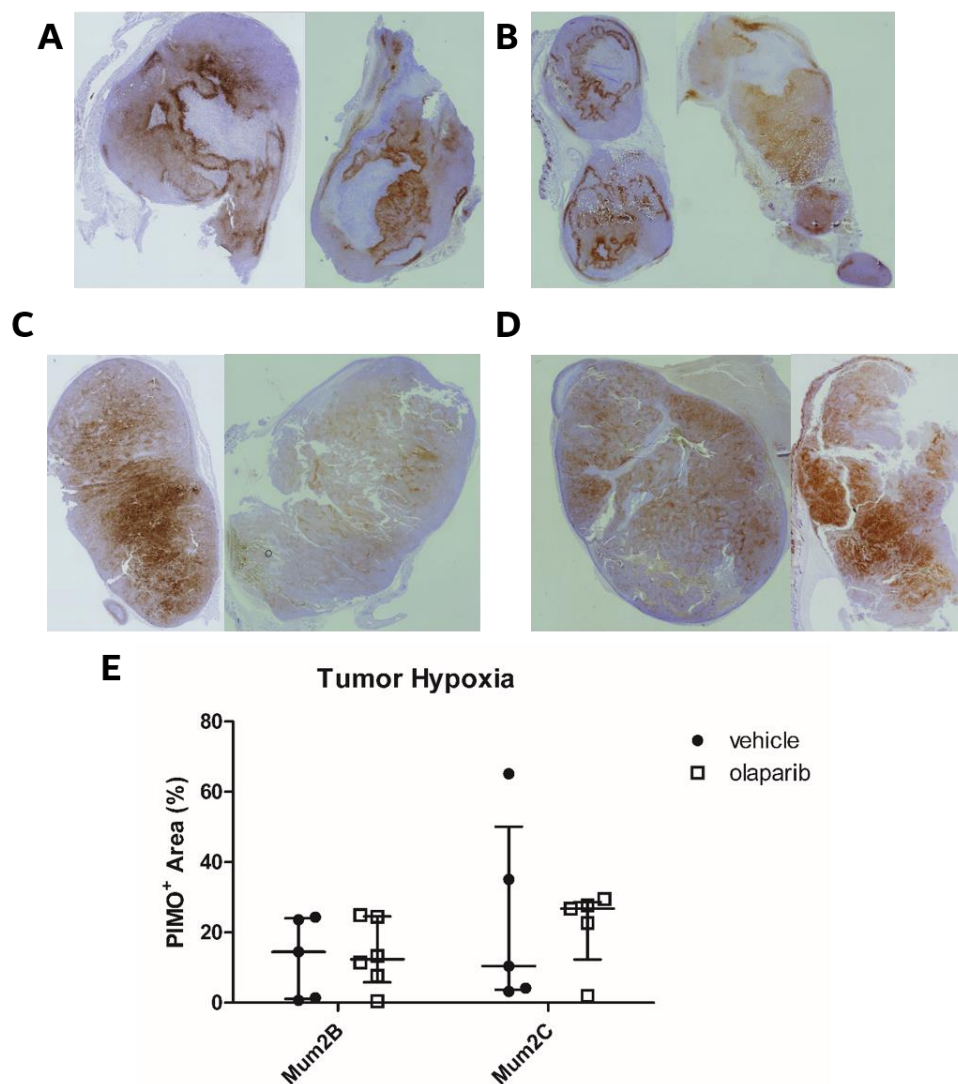 A
B
C
D
E
Tumor Hypoxia
PIMO+ Area (%)
80
60
40
20
0
Mum2B
Mum2C
vehicle
olaparib